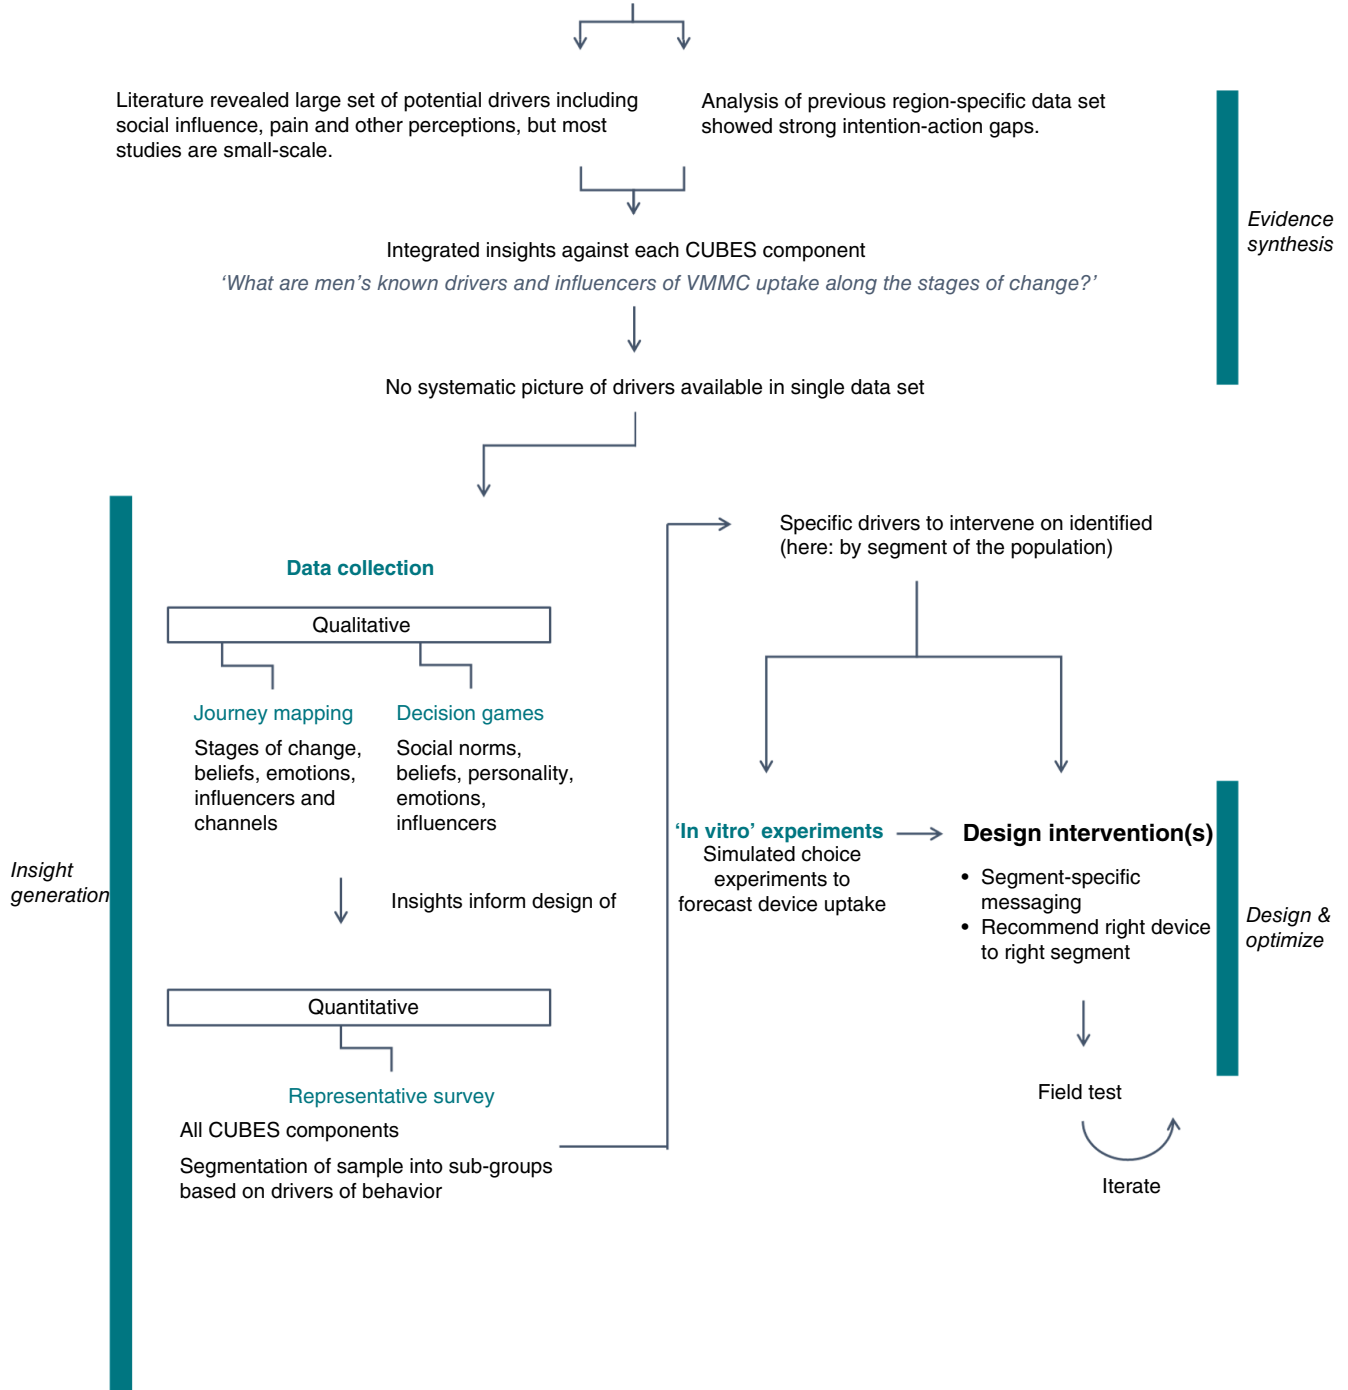 Literature revealed large set of potential drivers including
social influence, pain and other perceptions, but most
studies are small-scale.
Analysis of previous region-specific data set
showed strong intention-action gaps.
Evidence
synthesis
Integrated insights against each CUBES component
‘What are men’s known drivers and influencers of VMMC uptake along the stages of change?’
No systematic picture of drivers available in single data set
Insight
generation
Data collection
Qualitative
Journey mapping
Stages of change,
beliefs, emotions,
influencers and
channels
Decision games
Social norms,
beliefs, personality,
emotions,
influencers
Insights inform design of
Quantitative
Representative survey
All CUBES components
Segmentation of sample into sub-groups
based on drivers of behavior
Specific drivers to intervene on identified
(here: by segment of the population)
‘In vitro’ experiments
Simulated choice
experiments to
forecast device uptake
Design intervention(s)
• Segment-specific
messaging
• Recommend right device
to right segment
Design &
optimize
Field test
Iterate